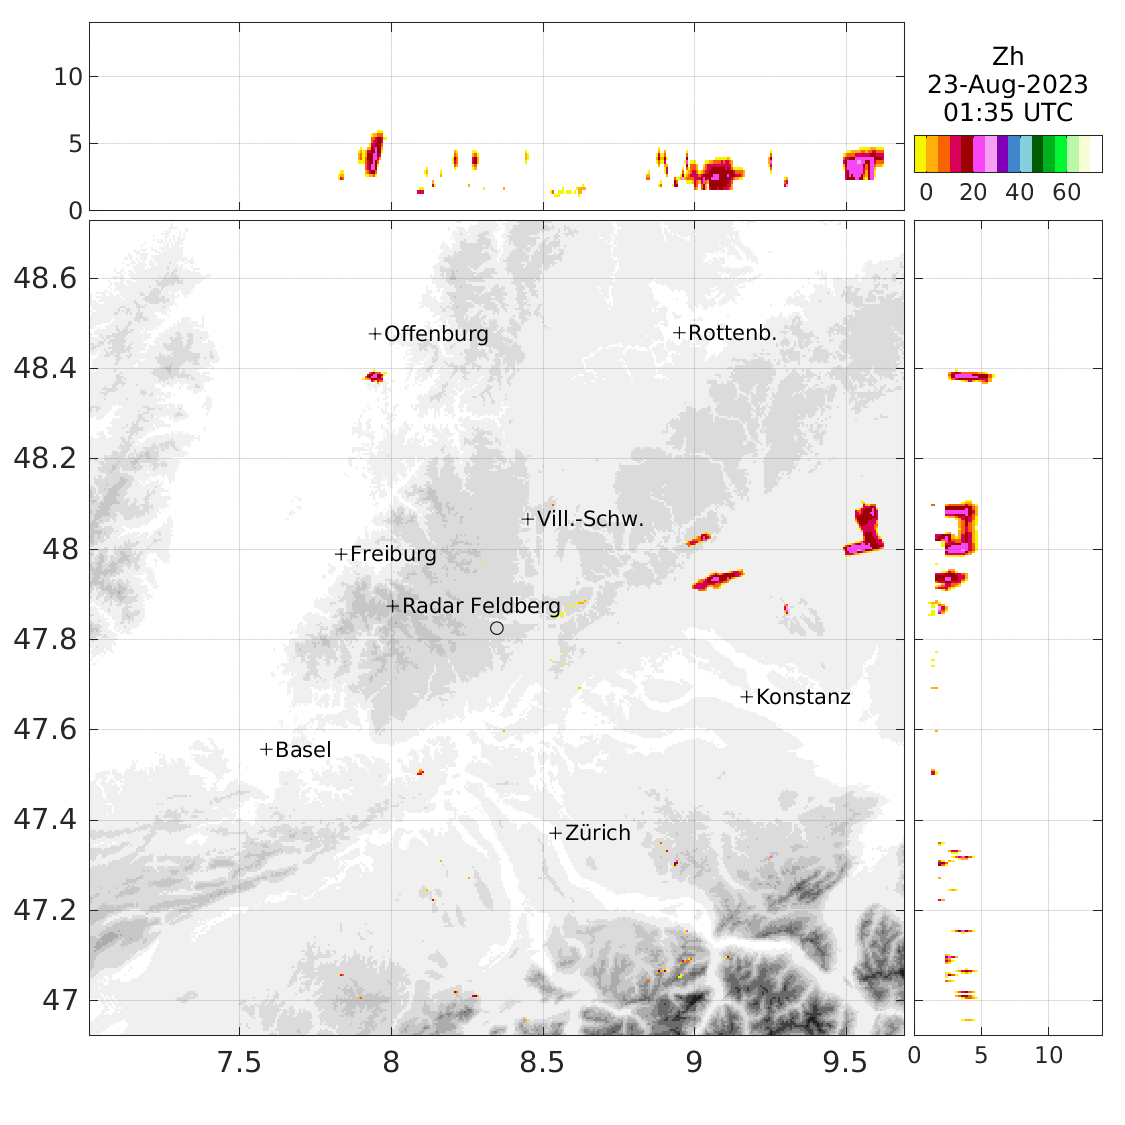 Zh
23-Aug-2023
01:35 UTC
0 20 40 60
10
5
0
48.6
48.4
48.2
48
47.8
47.6
47.4
47.2
47
Offenburg
Rottenb.
Vill.-Schw.
Freiburg
Radar Feldberg
Konstanz
Basel
Zürich
7.5 8 8.5 9 9.5
0 5 10